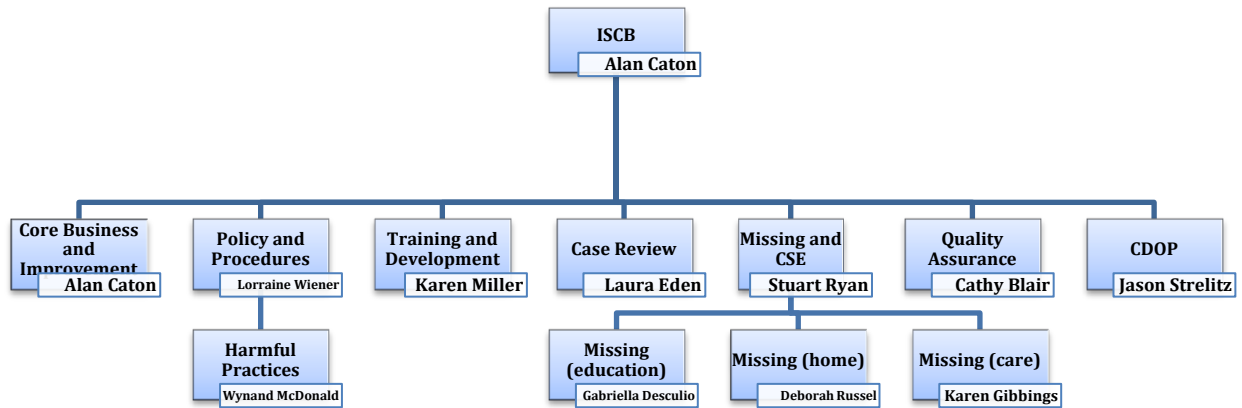 ISCB
Alan Caton
Core Business
and
Improvement
Alan Caton
Policy and
Procedures
Lorraine Wiener
Training and
Development
Karen Miller
Case Review
Laura Eden
Missing and
CSE
Stuart Ryan
Quality
Assurance
Cathy Blair
CDOP
Jason Strelitz
Harmful
Practices
Wynand McDonald
Missing
(education)
Gabriella Desculio
Missing (home)
Deborah Russel
Missing (care)
Karen Gibbings